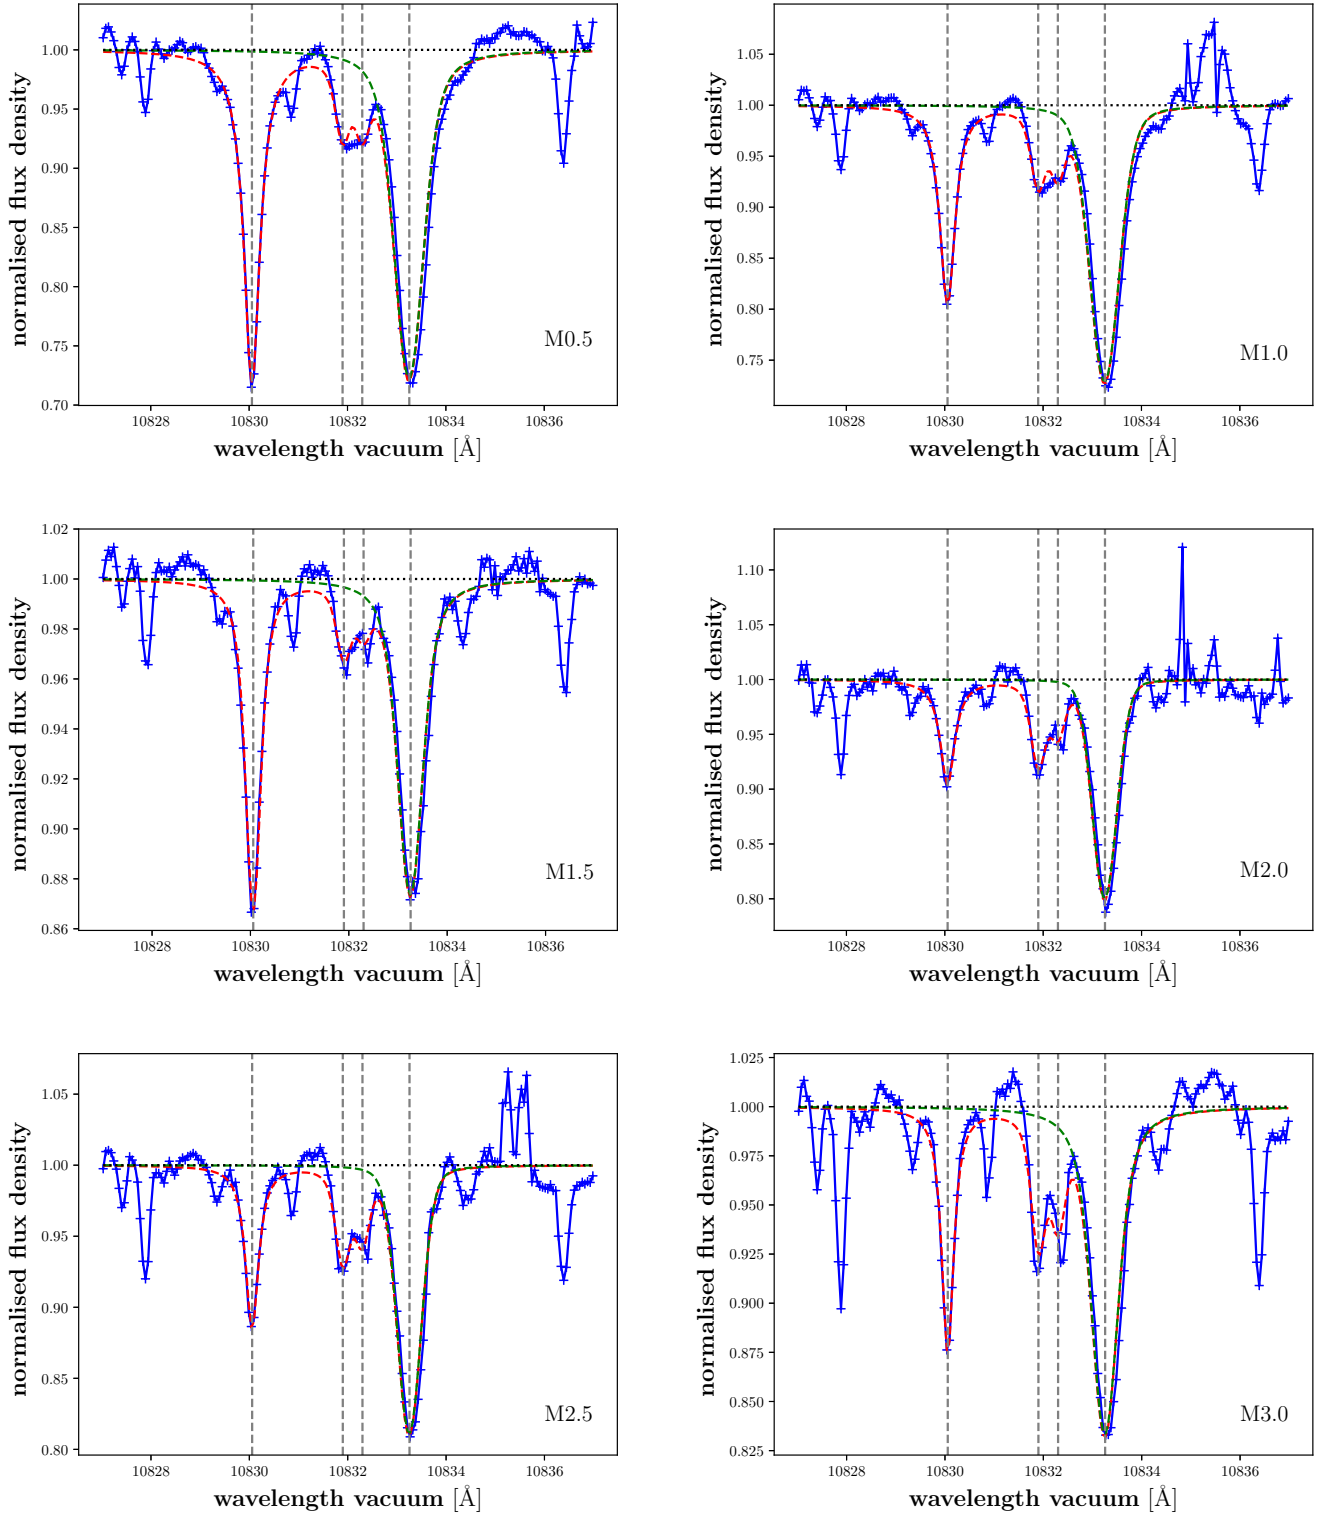 1.00
0.95
0.90
0.85
0.80
0.75
0.70
normalised flux density
M0.5
10828 10830 10832 10834 10836
wavelength vacuum [Å]
1.05
1.00
0.95
0.90
0.85
0.80
0.75
normalised flux density
M1.0
10828 10830 10832 10834 10836
wavelength vacuum [Å]
1.02
1.00
0.98
0.96
0.94
0.92
0.90
0.88
0.86
normalised flux density
M1.5
10828 10830 10832 10834 10836
wavelength vacuum [Å]
1.10
1.05
1.00
0.95
0.90
0.85
0.80
normalised flux density
M2.0
10828 10830 10832 10834 10836
wavelength vacuum [Å]
1.05
1.00
0.95
0.90
0.85
0.80
normalised flux density
M2.5
10828 10830 10832 10834 10836
wavelength vacuum [Å]
1.025
1.000
0.975
0.950
0.925
0.900
0.875
0.850
0.825
normalised flux density
M3.0
10828 10830 10832 10834 10836
wavelength vacuum [Å]